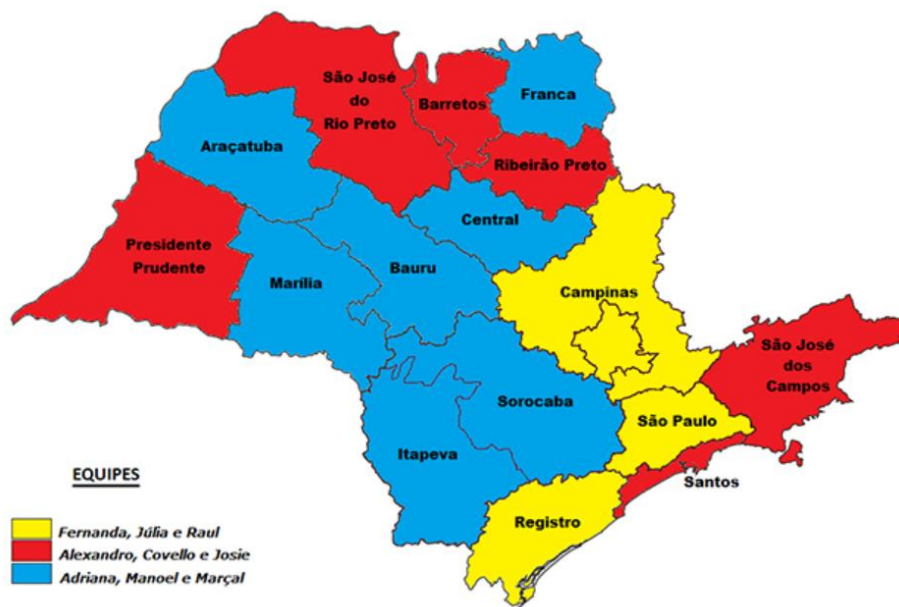 São José
do
Rio Preto
Barretos
Franca
Araçatuba
Ribeirão Preto
Central
Presidente
Prudente
Bauru
Marília
Campinas
São José
dos
Campos
Sorocaba
São Paulo
Itapeva
Santos
Registro
EQUIPES
Fernanda, Júlia e Raul
Alexandro, Covello e Josie
Adriana, Manoel e Marçal